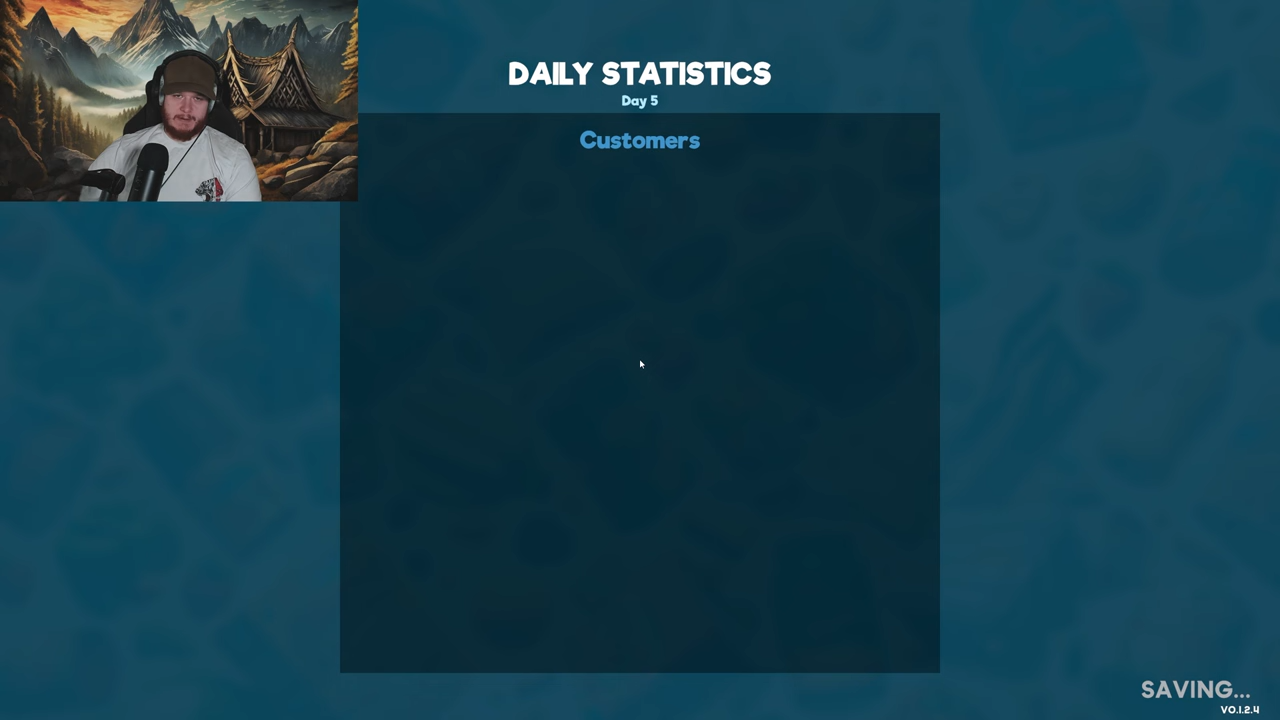 DAILY STATISTICS
Day 5
Customers
SAVING...
V0.1.2.4